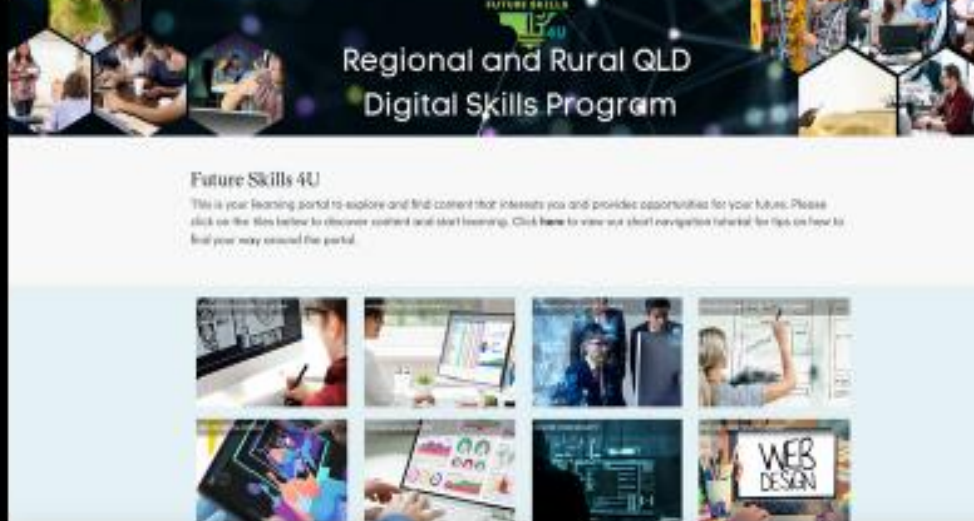 FUTURE SKILLS
4U
Regional and Rural QLD
Digital Skills Program
Future Skills 4U
This is your learning portal to explore and find content that interests you and provides opportunities for your future. Please
click on the tiles below to discover content and start learning. Click here to view our short navigation tutorial for tips on how to
find your way around the portal.
WEB
DESIGN